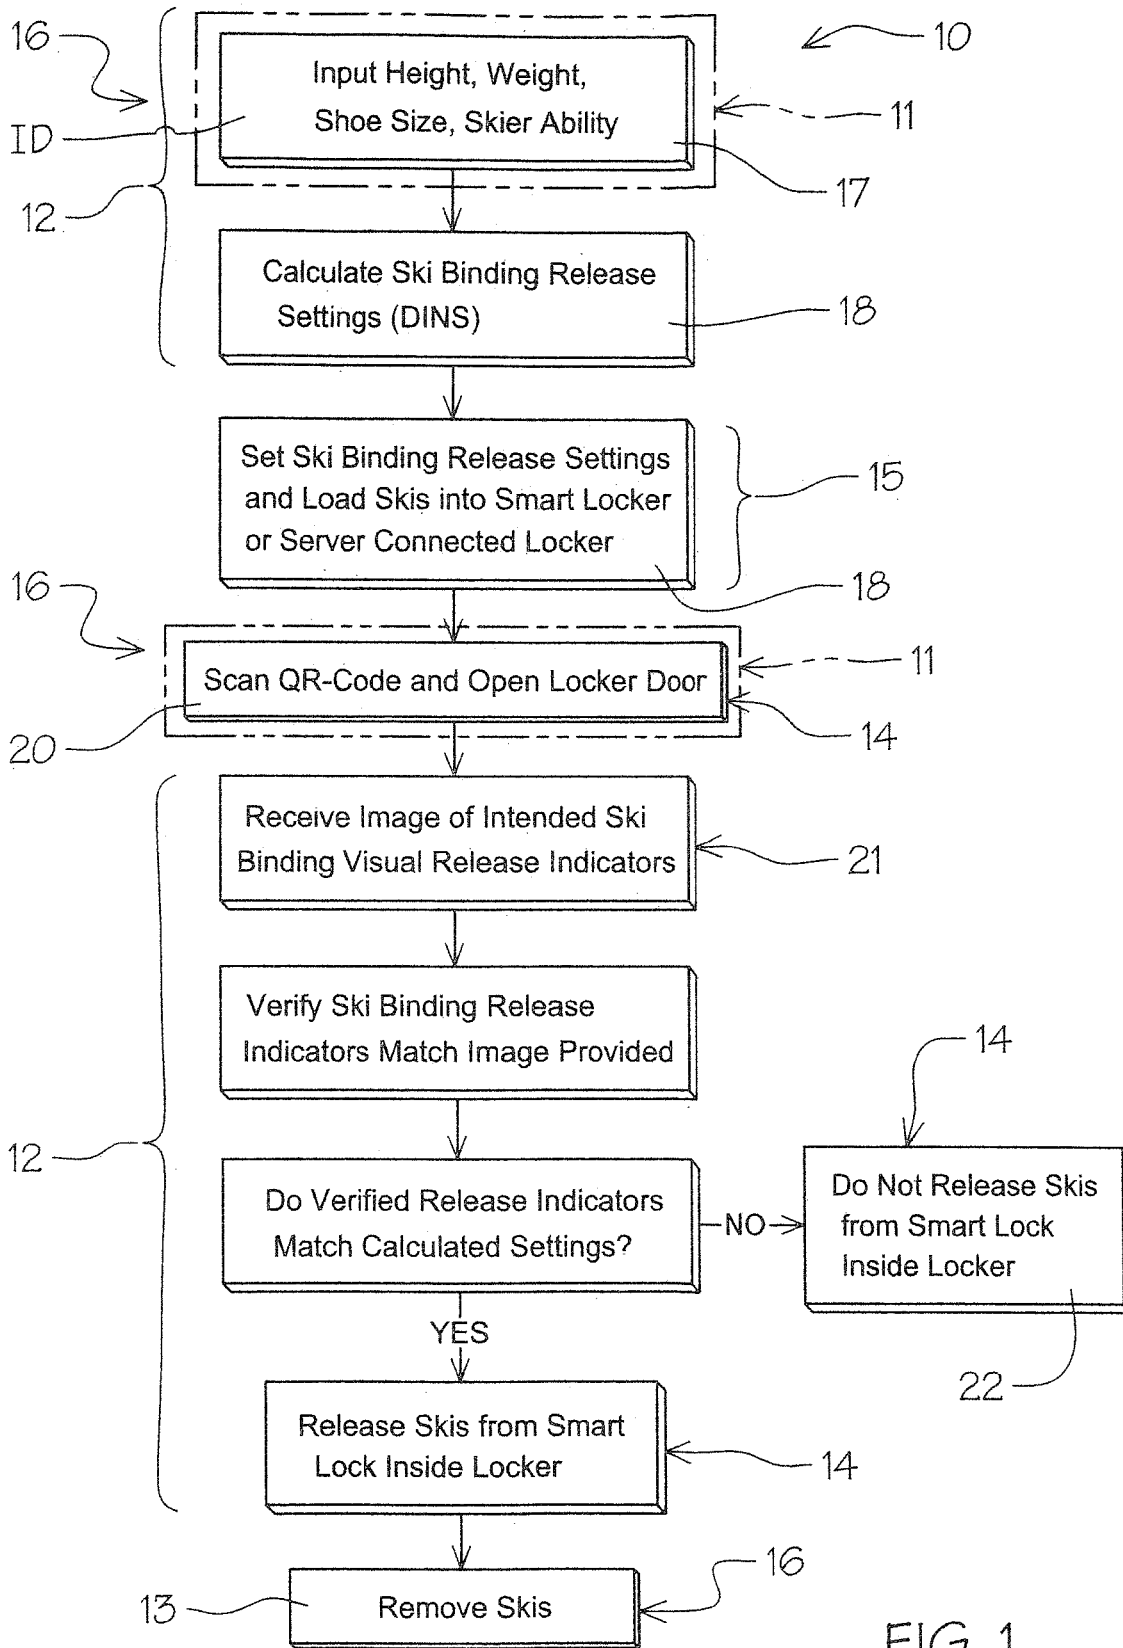 16
10
Input Height, Weight,
Shoe Size, Skier Ability
11
ID
17
12
Calculate Ski Binding Release
Settings (DINS)
18
Set Ski Binding Release Settings
and Load Skis into Smart Locker
or Server Connected Locker
15
18
16
Scan QR-Code and Open Locker Door
11
20
14
Receive Image of Intended Ski
Binding Visual Release Indicators
21
Verify Ski Binding Release
Indicators Match Image Provided
14
12
Do Verified Release Indicators
Match Calculated Settings?
NO
Do Not Release Skis
from Smart Lock
Inside Locker
YES
22
Release Skis from Smart
Lock Inside Locker
14
16
13
Remove Skis
FIG. 1